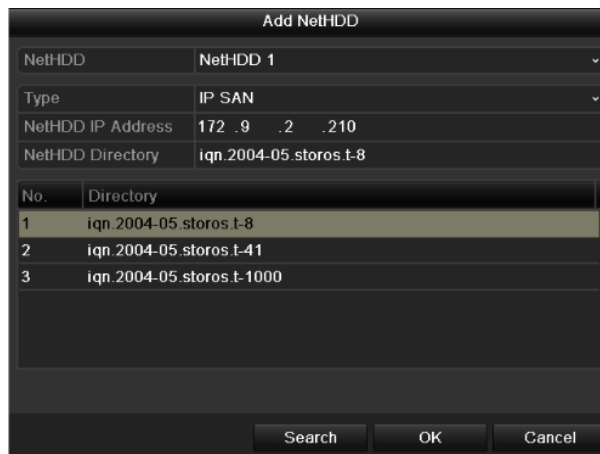 Add NetHDD
NetHDD NetHDD 1
Type IP SAN
NetHDD IP Address 172 .9 .2 .210
NetHDD Directory iqn.2004-05.storos.t-8
No. Directory
1 iqn.2004-05.storos.t-8
2 iqn.2004-05.storos.t-41
3 iqn.2004-05.storos.t-1000
Search OK Cancel